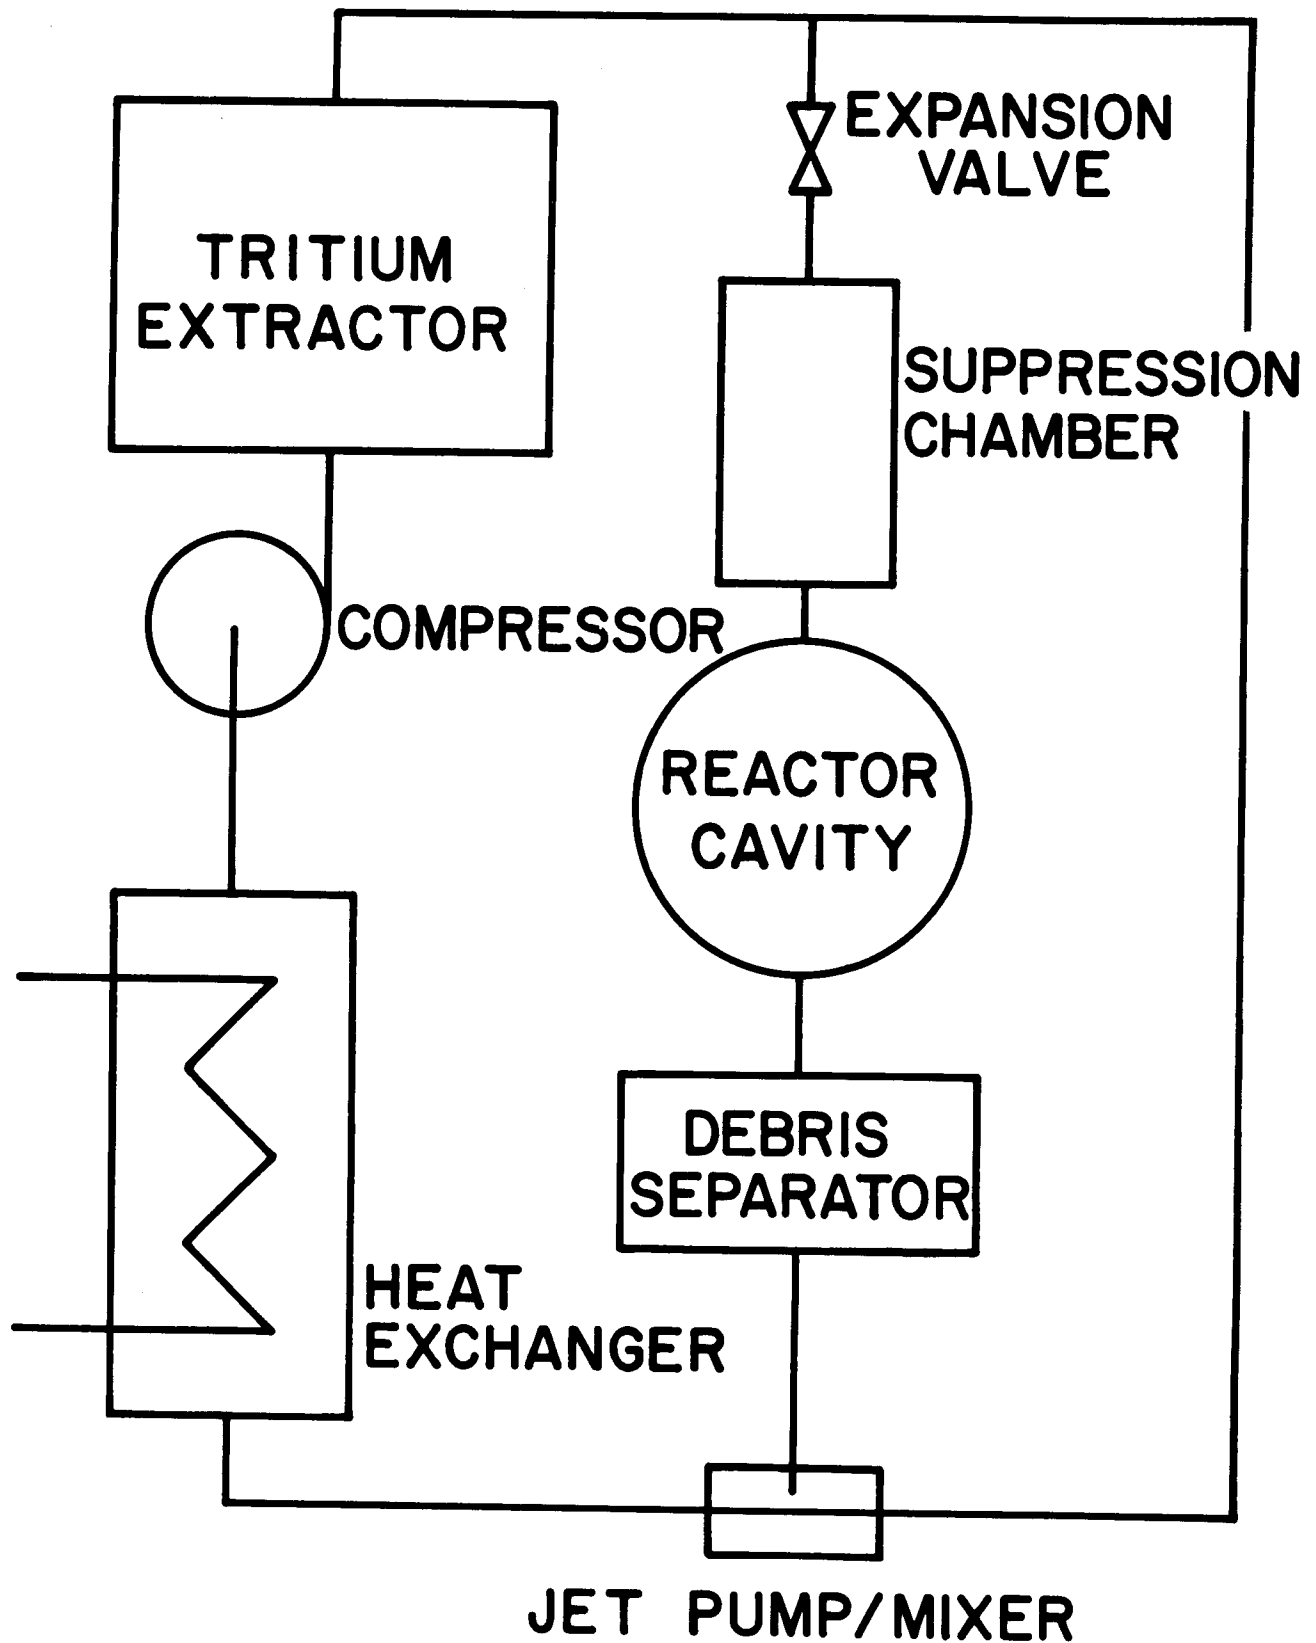 EXPANSION
VALVE
TRITIUM
EXTRACTOR
SUPPRESSION
CHAMBER
COMPRESSOR
REACTOR
CAVITY
DEBRIS
SEPARATOR
HEAT
EXCHANGER
JET PUMP/MIXER